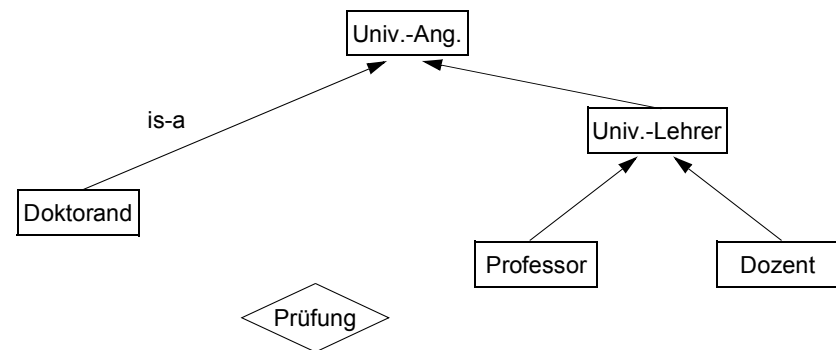 Univ.-Ang.
is-a
Univ.-Lehrer
Doktorand
Professor
Dozent
Prüfung